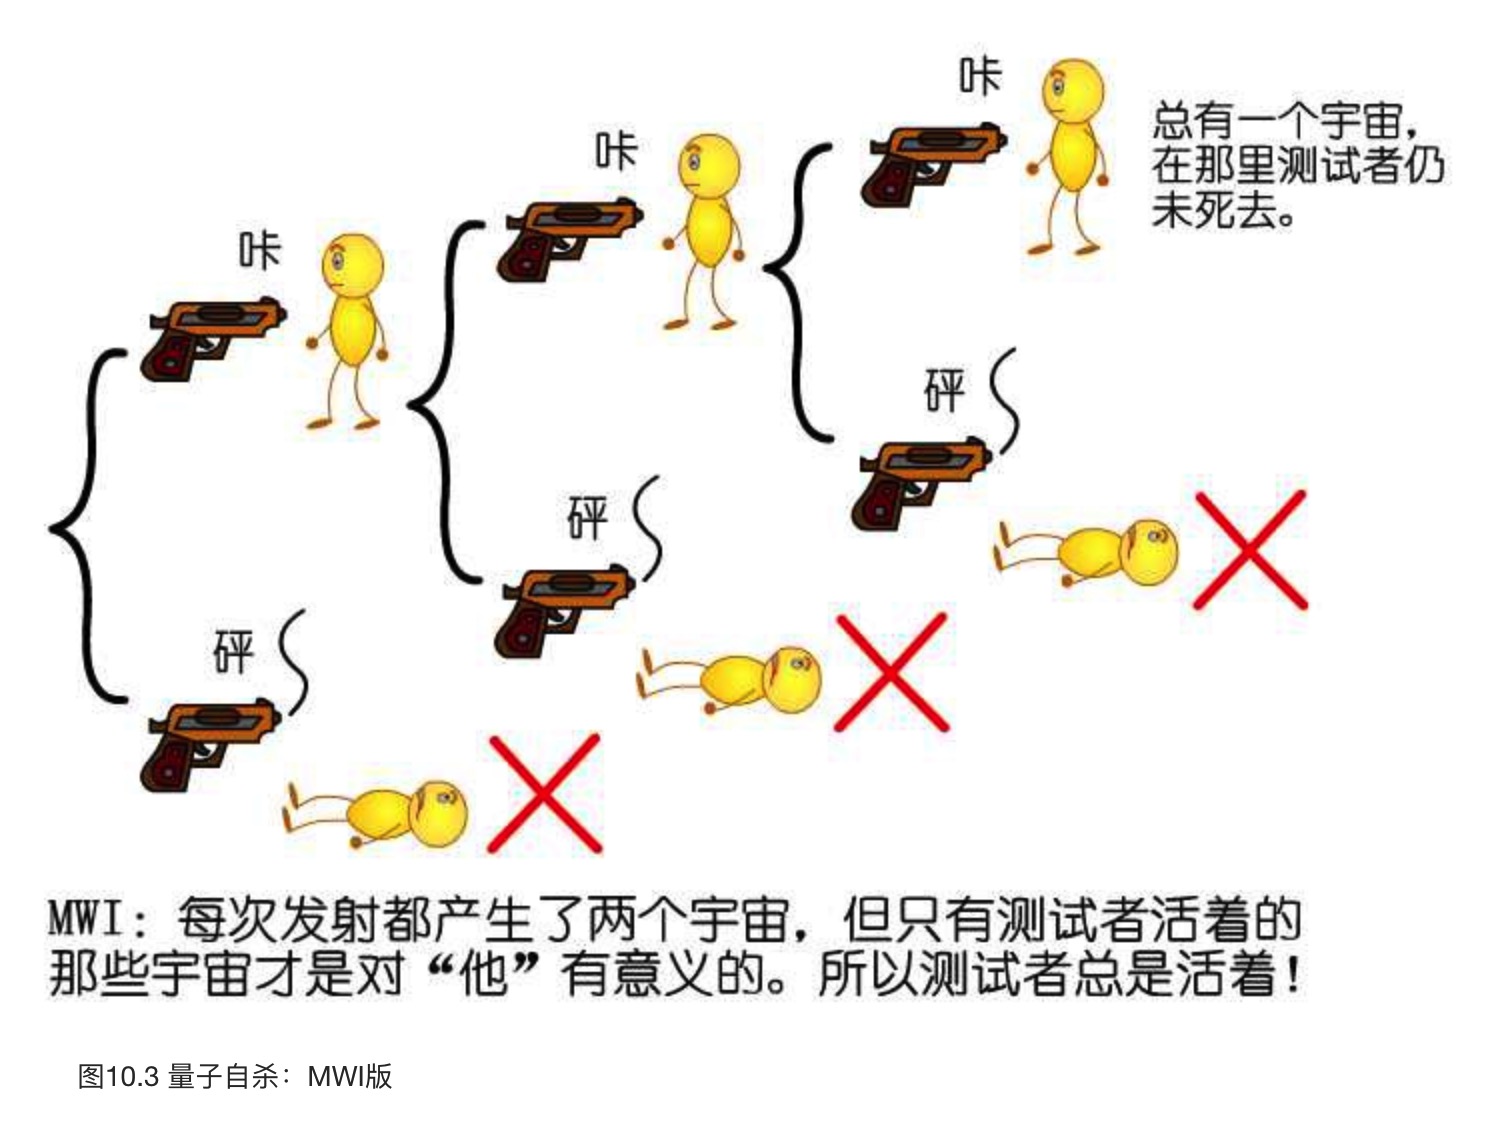 咔
总有一个宇宙，
在那里测试者仍
未死去。
咔
咔
砰
砰
砰
MWI：每次发射都产生了两个宇宙，但只有测试者活着的
那些宇宙才是对“他”有意义的。所以测试者总是活着！
图10.3 量子自杀：MWI版